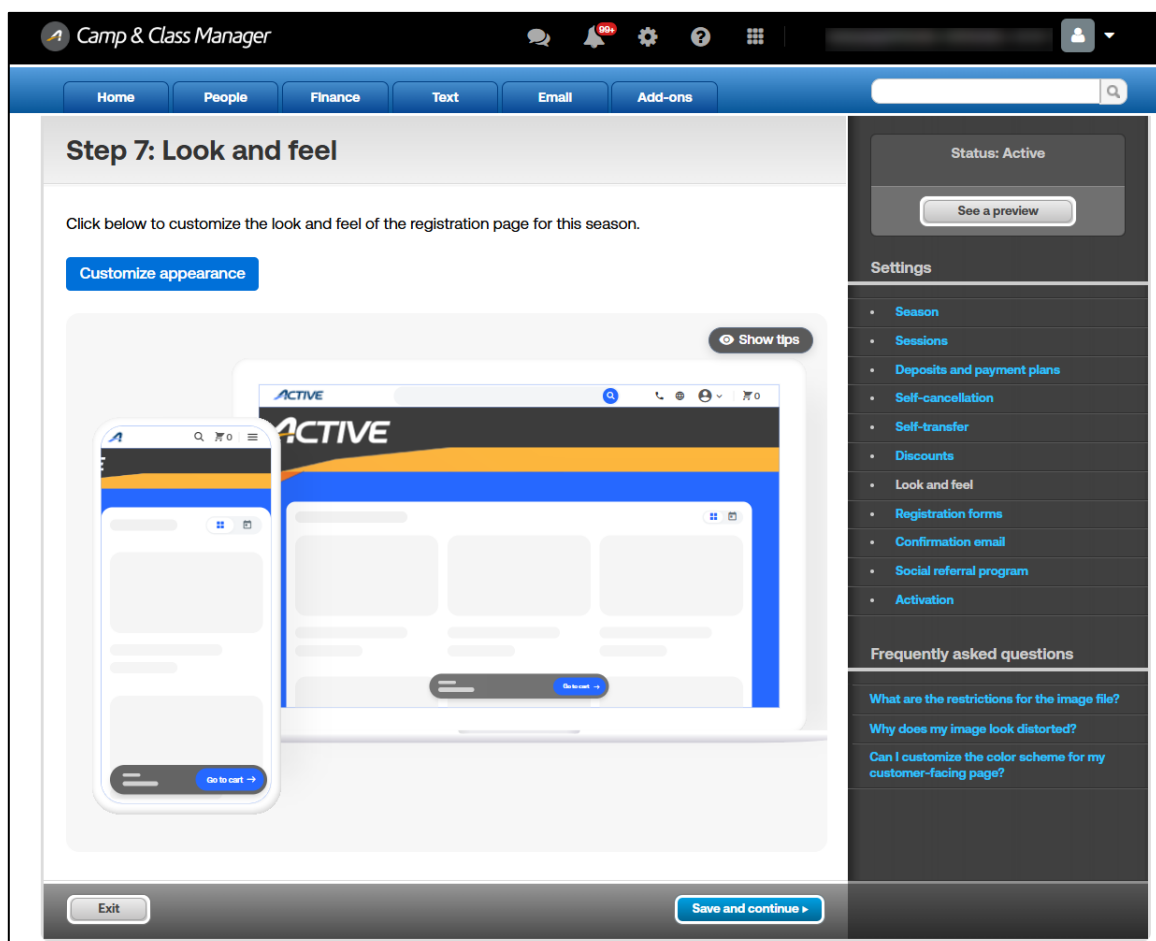 Camp & Class Manager
99+
Home People Finance Text Email Add-ons
Step 7: Look and feel
Click below to customize the look and feel of the registration page for this season.
Customize appearance
Show tips
ACTIVE
0
ACTIVE
0
Go to cart →
Go to cart →
Exit
Save and continue ▸
Status: Active
See a preview
Settings
• Season
• Sessions
• Deposits and payment plans
• Self-cancellation
• Self-transfer
• Discounts
• Look and feel
• Registration forms
• Confirmation email
• Social referral program
• Activation
Frequently asked questions
What are the restrictions for the image file?
Why does my image look distorted?
Can I customize the color scheme for my
customer-facing page?